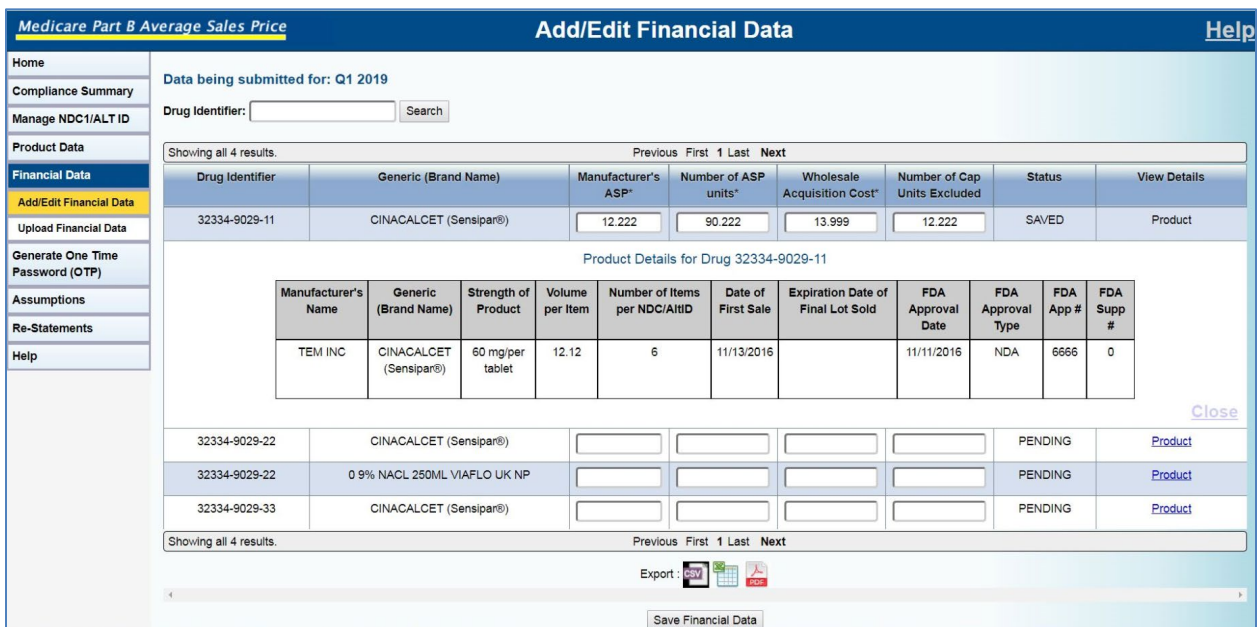 Medicare Part B Average Sales Price
Add/Edit Financial Data
Help
Home
Compliance Summary
Manage NDC1/ALT ID
Product Data
Financial Data
Add/Edit Financial Data
Upload Financial Data
Generate One Time
Password (OTP)
Assumptions
Re-Statements
Help
Data being submitted for: Q1 2019
Drug Identifier: Search
Showing all 4 results. Previous First 1 Last Next
Drug Identifier Generic (Brand Name) Manufacturer's ASP* Number of ASP units* Wholesale Acquisition Cost* Number of Cap Units Excluded Status View Details
32334-9029-11 CINACALCET (Sensipar®) 12.222 90.222 13.999 12.222 SAVED Product
Product Details for Drug 32334-9029-11
Manufacturer's Name Generic (Brand Name) Strength of Product Volume per Item Number of Items per NDC/AltID Date of First Sale Expiration Date of Final Lot Sold FDA Approval Date FDA Approval Type FDA App # FDA Supp #
TEM INC CINACALCET (Sensipar®) 60 mg/per tablet 12.12 6 11/13/2016 11/11/2016 NDA 6666 0
Close
32334-9029-22 CINACALCET (Sensipar®) PENDING Product
32334-9029-22 0 9% NACL 250ML VIAFLO UK NP PENDING Product
32334-9029-33 CINACALCET (Sensipar®) PENDING Product
Showing all 4 results. Previous First 1 Last Next
Export : CSV PDF
Save Financial Data